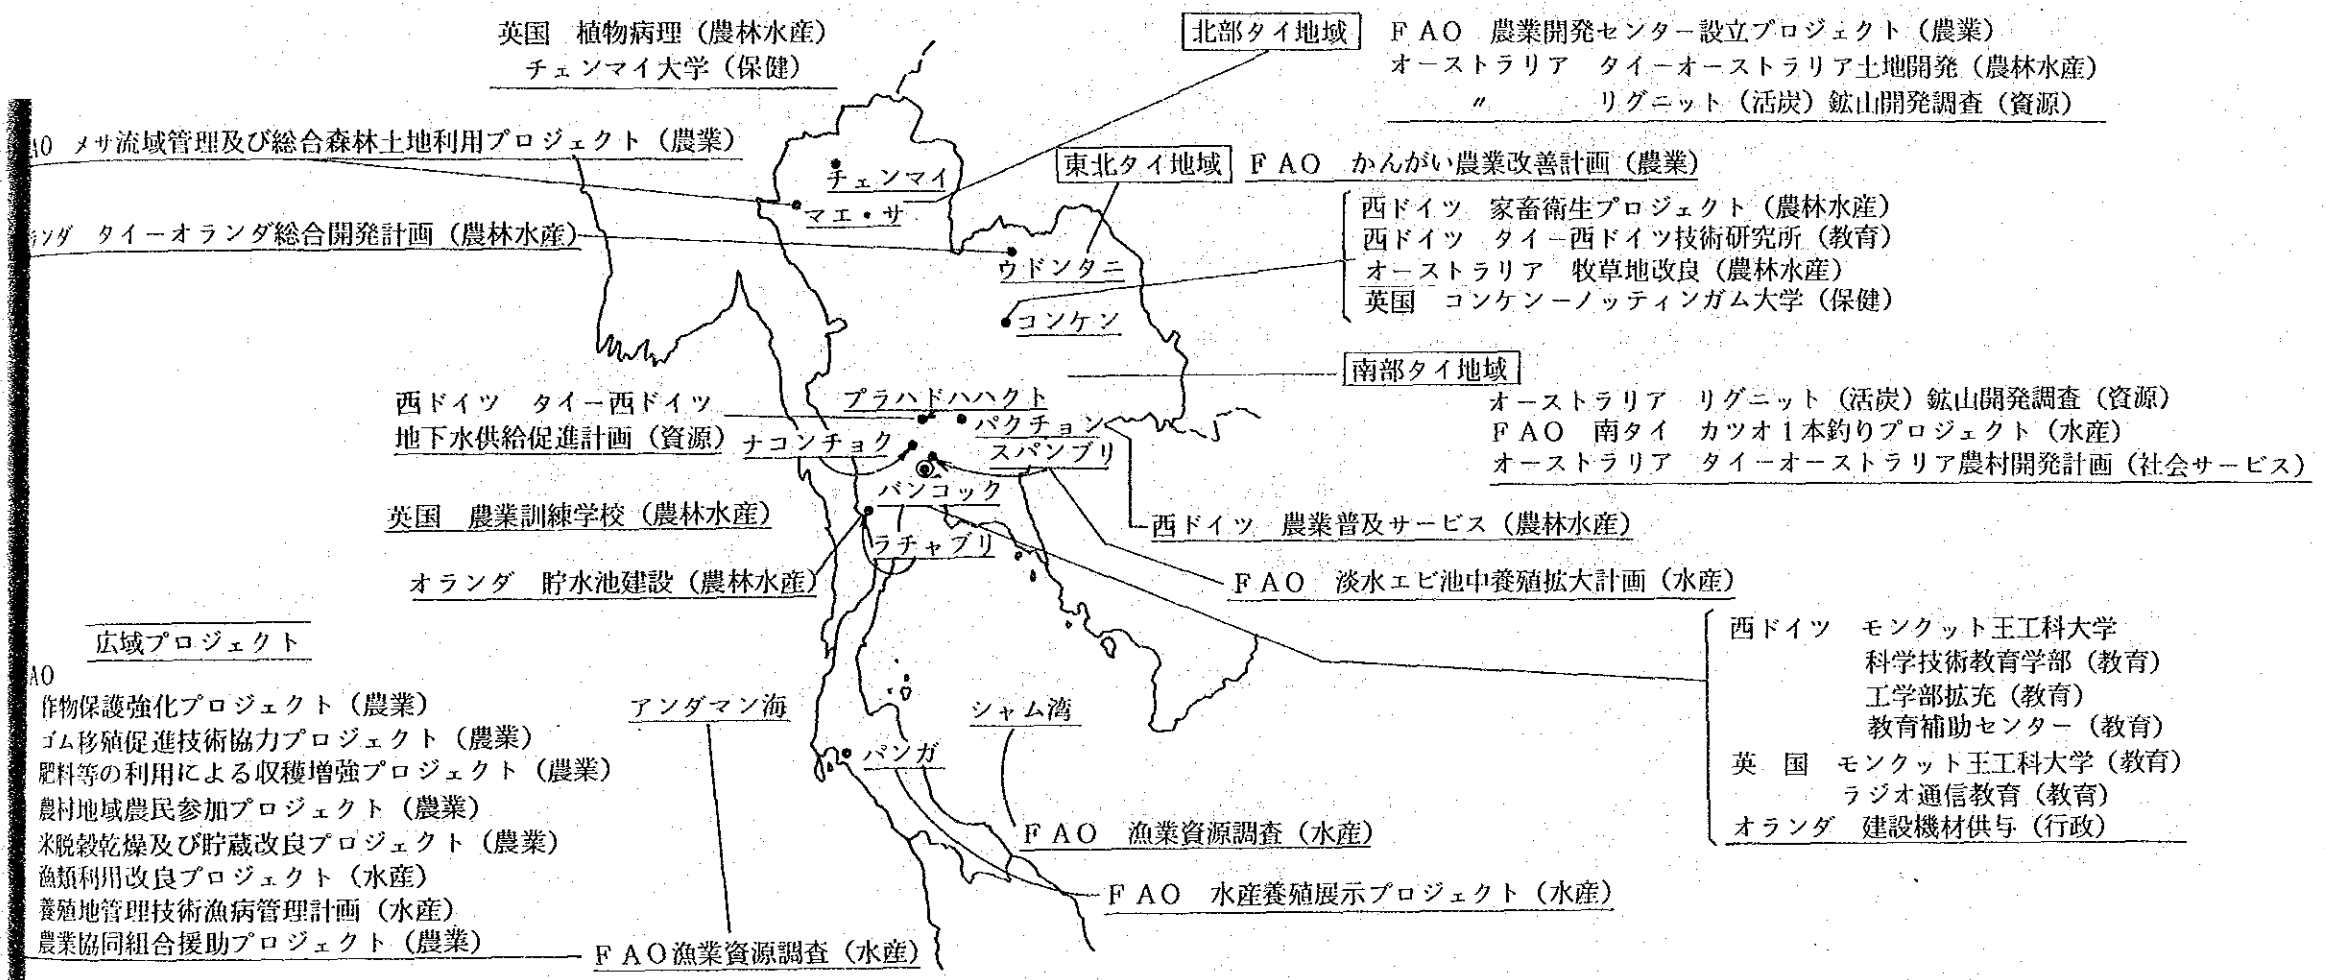 英国 植物病理（農林水産）
チェンマイ大学（保健）
北部タイ地域 ＦＡＯ 農業開発センター設立プロジェクト（農業）
オーストラリア タイ－オーストラリア土地開発（農林水産）
〃 リグニット（活炭）鉱山開発調査（資源）
AO メサ流域管理及び総合森林土地利用プロジェクト（農業）
東北タイ地域 ＦＡＯ かんがい農業改善計画（農業）
チェンマイ
マエ・サ
西ドイツ 家畜衛生プロジェクト（農林水産）
西ドイツ タイ－西ドイツ技術研究所（教育）
オーストラリア 牧草地改良（農林水産）
英国 コンケン－ノッティンガム大学（保健）
ンダ タイ－オランダ総合開発計画（農林水産）
ウドンタニ
コンケン
南部タイ地域
オーストラリア リグニット（活炭）鉱山開発調査（資源）
ＦＡＯ 南タイ カツオ１本釣りプロジェクト（水産）
オーストラリア タイ－オーストラリア農村開発計画（社会サービス）
西ドイツ タイ－西ドイツ
地下水供給促進計画（資源）
プラハドハハクト
パクチョン
ナコンチョク
スパンブリ
バンコック
英国 農業訓練学校（農林水産）
西ドイツ 農業普及サービス（農林水産）
ラチャブリ
オランダ 貯水池建設（農林水産）
ＦＡＯ 淡水エビ池中養殖拡大計画（水産）
広域プロジェクト
AO
作物保護強化プロジェクト（農業）
ゴム移殖促進技術協力プロジェクト（農業）
肥料等の利用による収穫増強プロジェクト（農業）
農村地域農民参加プロジェクト（農業）
米脱穀乾燥及び貯蔵改良プロジェクト（農業）
漁類利用改良プロジェクト（水産）
養殖地管理技術漁病管理計画（水産）
農業協同組合援助プロジェクト（農業）
アンダマン海
シャム湾
パンガ
西ドイツ モンクット王工科大学
科学技術教育学部（教育）
工学部拡充（教育）
教育補助センター（教育）
英国 モンクット王工科大学（教育）
ラジオ通信教育（教育）
オランダ 建設機材供与（行政）
ＦＡＯ 漁業資源調査（水産）
ＦＡＯ 水産養殖展示プロジェクト（水産）
ＦＡＯ漁業資源調査（水産）